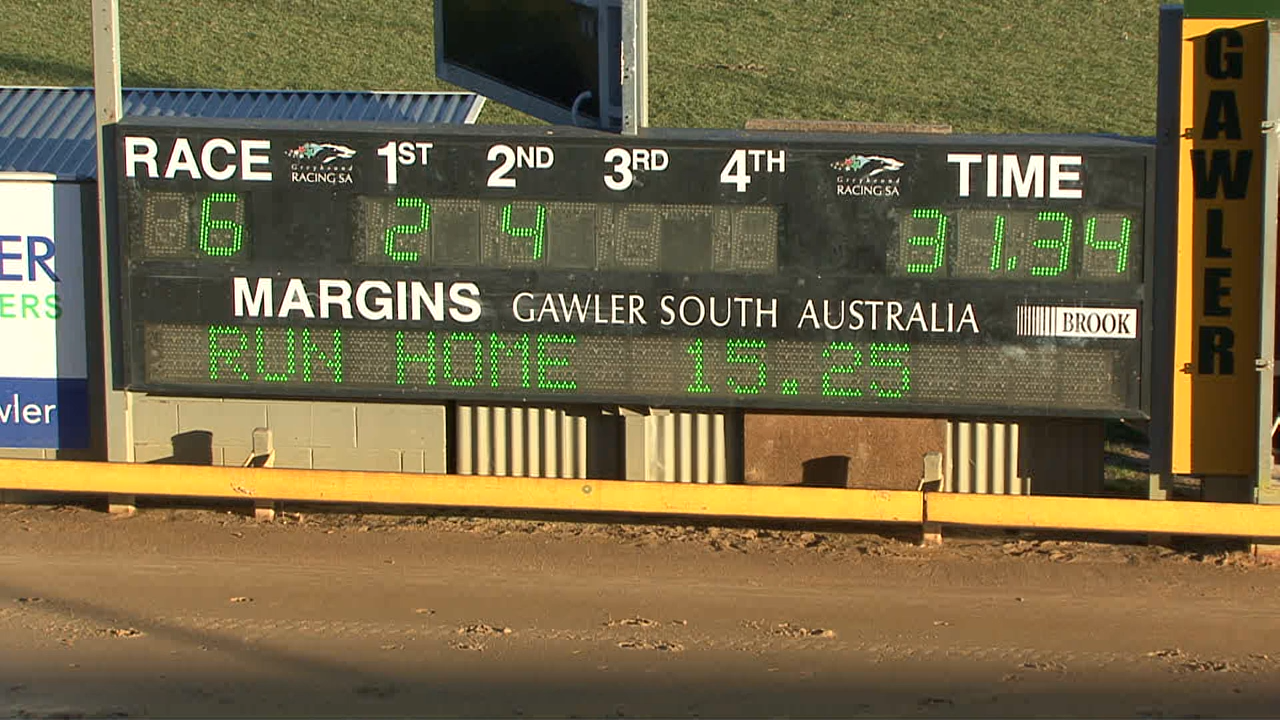 RACE Greyhound RACING SA 1ST 2ND 3RD 4TH Greyhound RACING SA TIME
6 2 4 31.34
MARGINS GAWLER SOUTH AUSTRALIA BROOK
RUN HOME 15.25
GAWLER
ER
ERS
wler